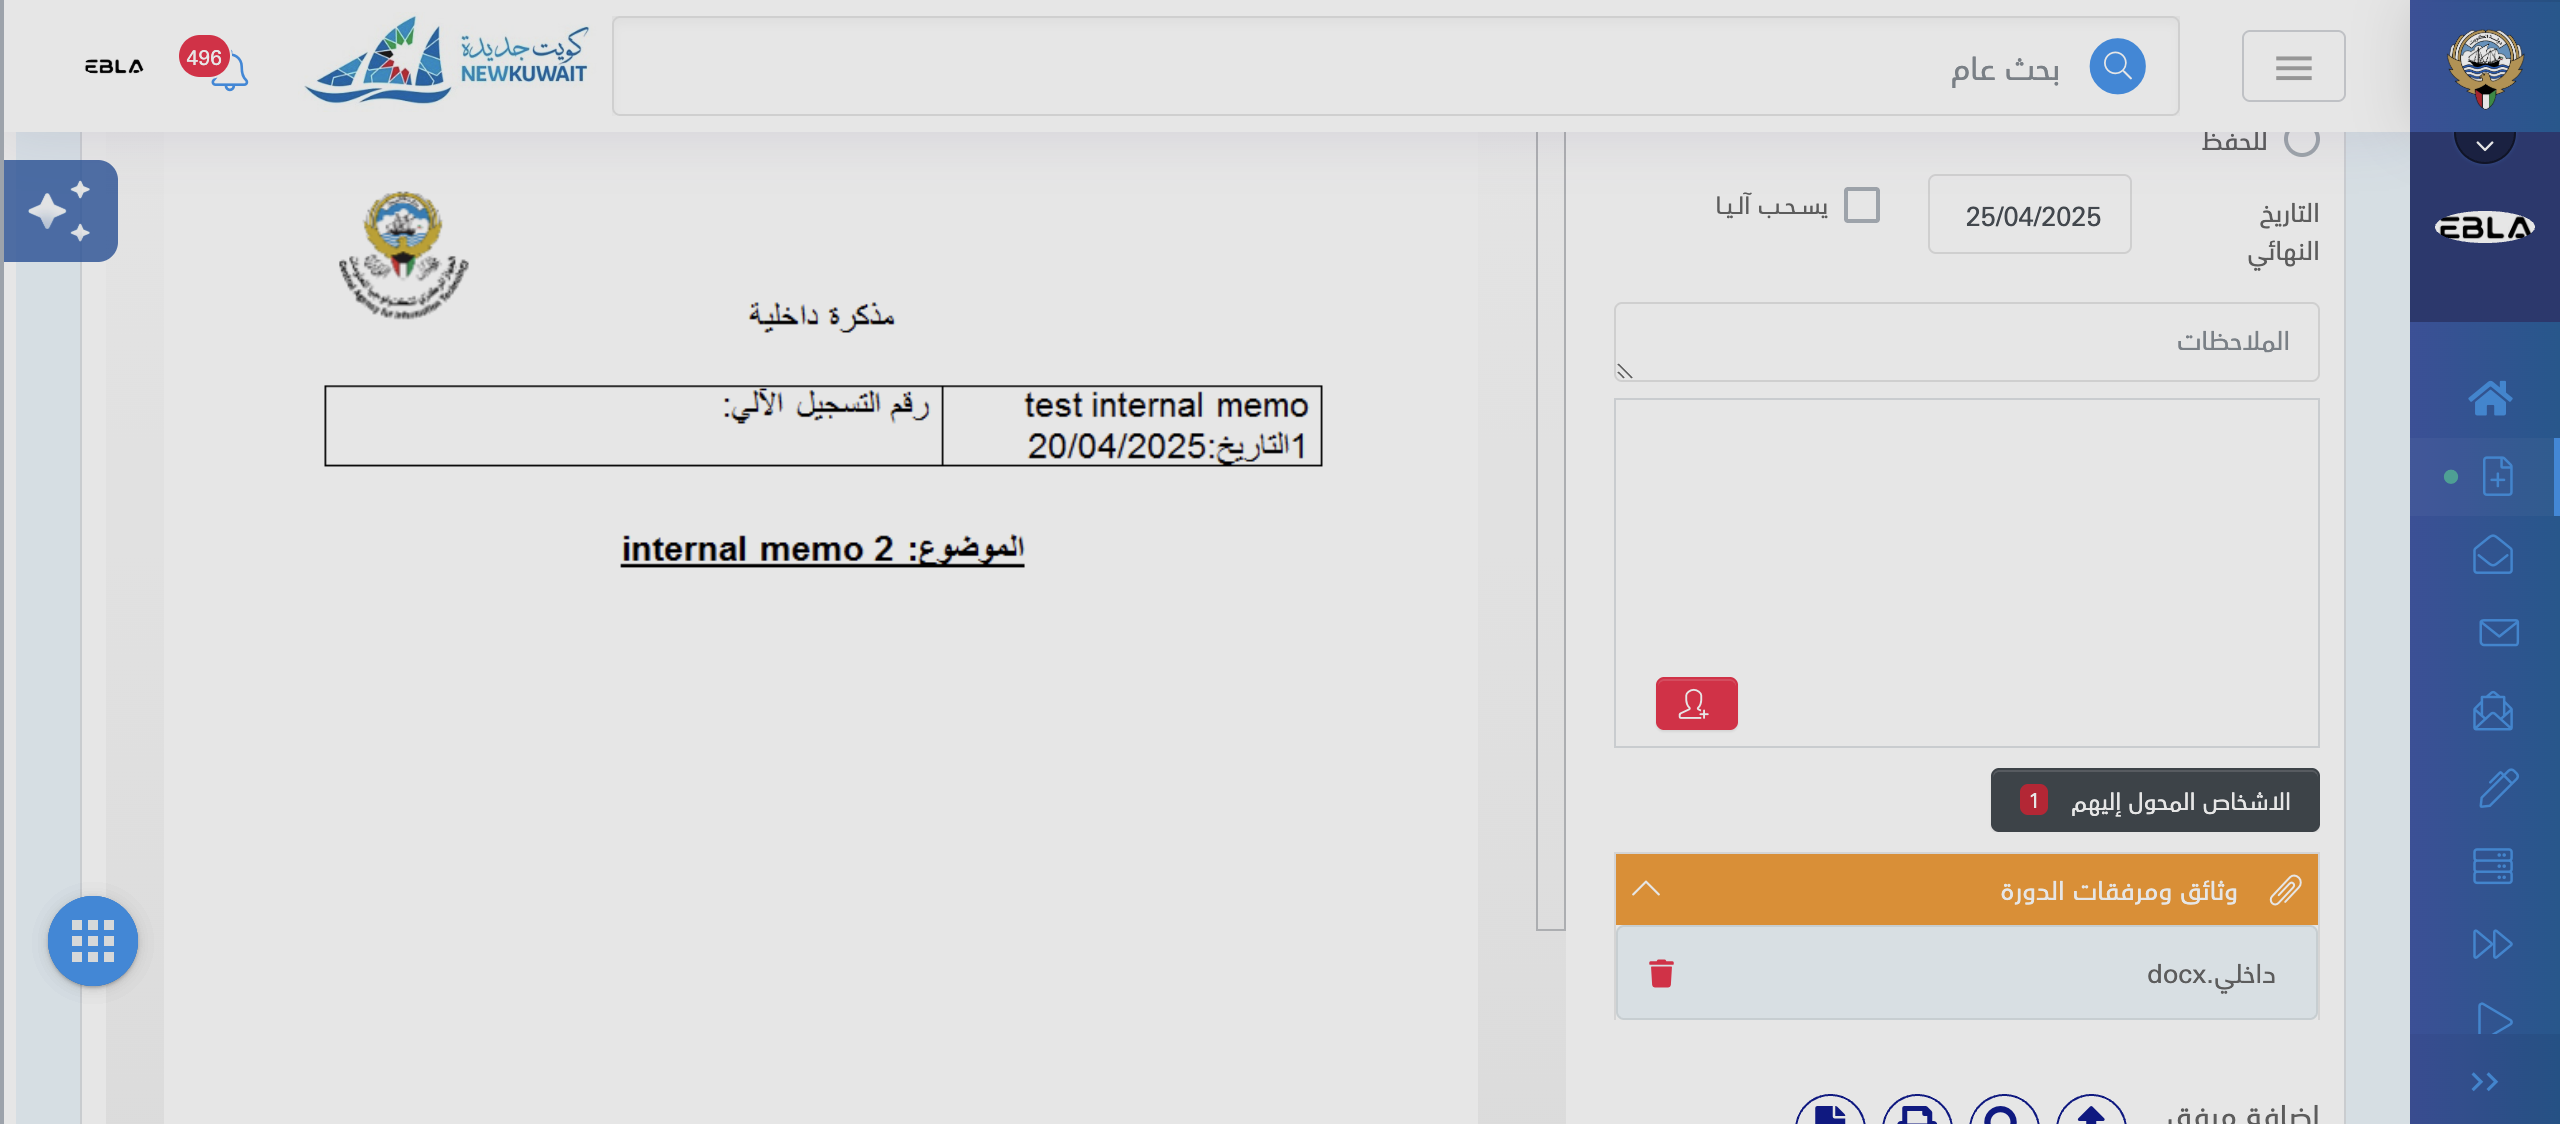 بحث عام
كويت جديدة
NEWKUWAIT
496
EBLA
EBLA
للحفظ
التاريخ النهائي
25/04/2025
يسحب آليا
الملاحظات
الاشخاص المحول إليهم 1
وثائق ومرفقات الدورة
داخلي.docx
اضافة مرفق
مذكرة داخلية
test internal memo
1التاريخ:20/04/2025
رقم التسجيل الآلي:
الموضوع: internal memo 2